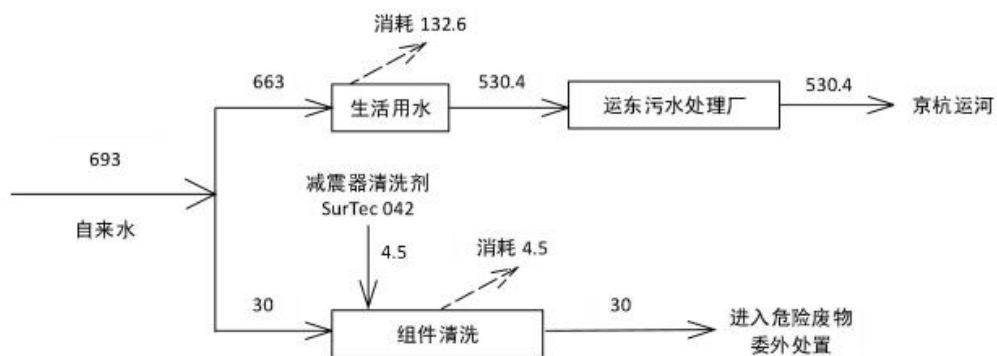 消耗 132.6
663
生活用水
530.4
运东污水处理厂
530.4
京杭运河
693
自来水
减震器清洗剂
SurTec 042
4.5
消耗 4.5
30
组件清洗
30
进入危险废物
委外处置